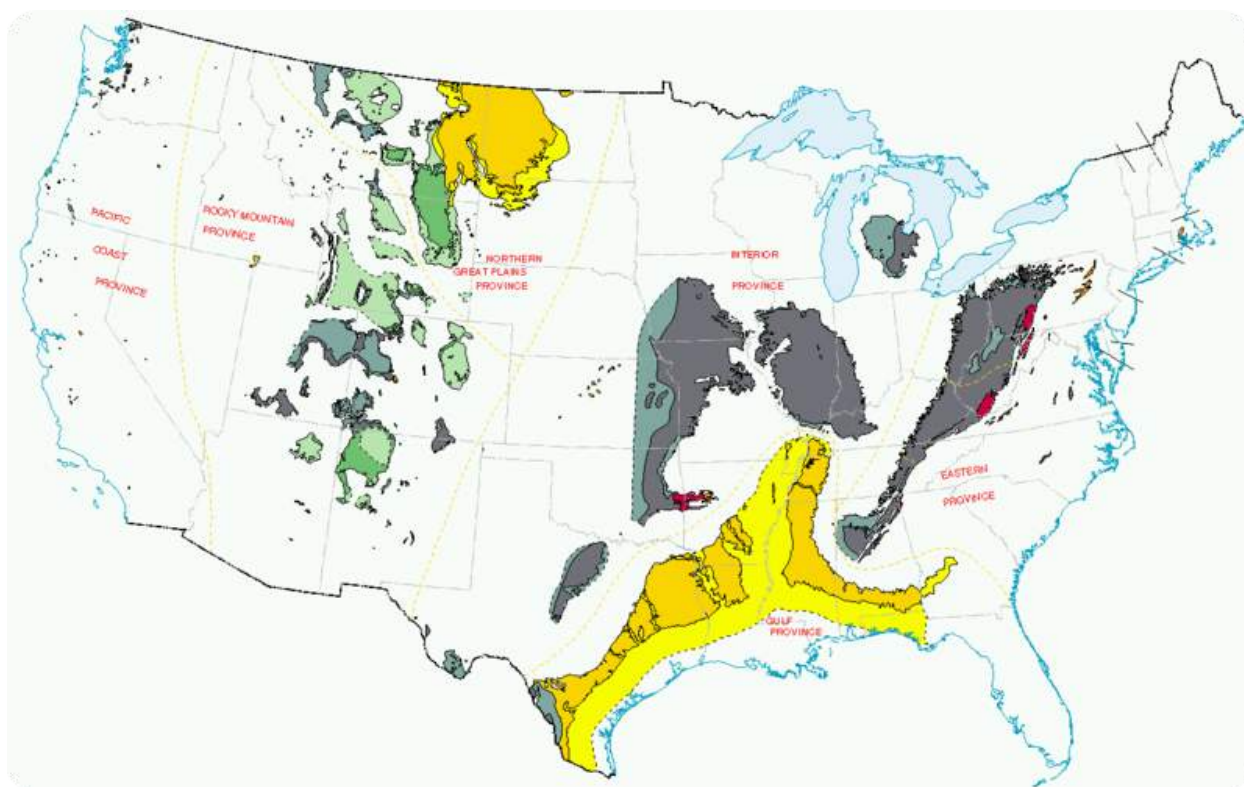 PACIFIC
COAST
PROVINCE
ROCKY MOUNTAIN
PROVINCE
NORTHERN
GREAT PLAINS
PROVINCE
INTERIOR
PROVINCE
EASTERN
PROVINCE
GULF
PROVINCE